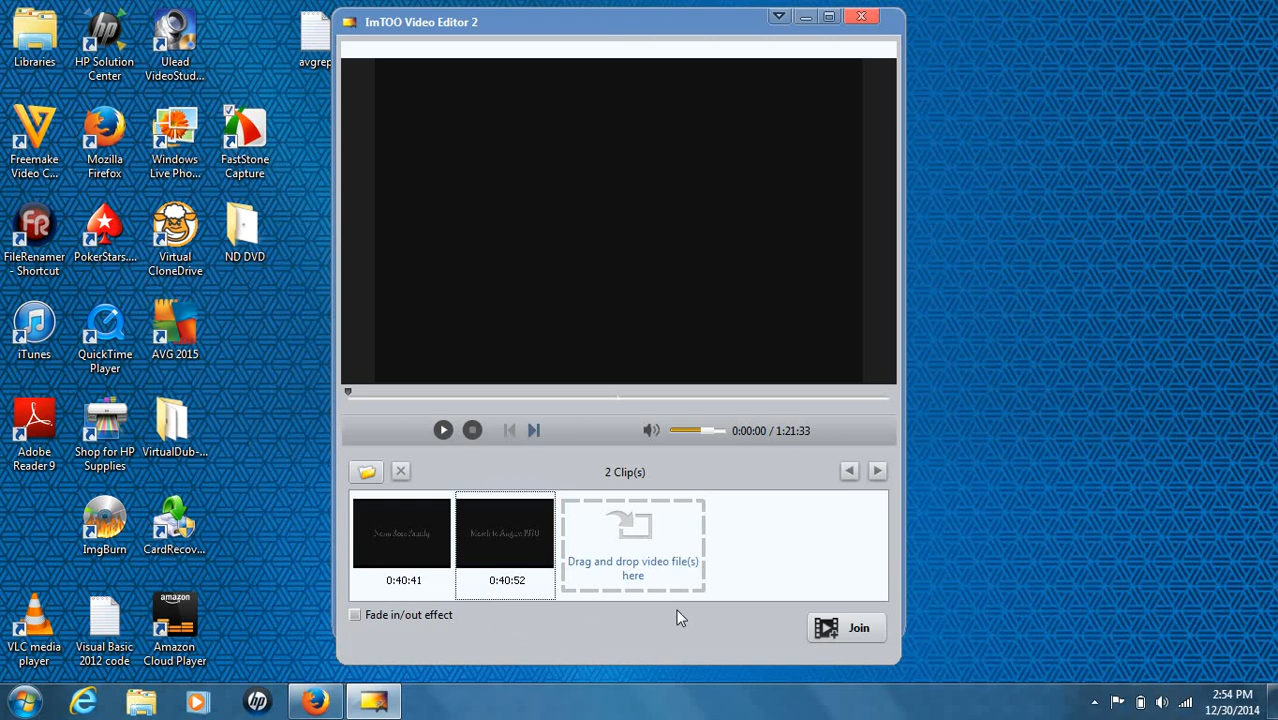 ImTOO Video Editor 2
Libraries
HP Solution
Center
Ulead
VideoStud...
avgrep
Freemake
Video C...
Mozilla
Firefox
Windows
Live Pho...
FastStone
Capture
FileRenamer
- Shortcut
PokerStars....
Virtual
CloneDrive
ND DVD
iTunes
QuickTime
Player
AVG 2015
Adobe
Reader 9
Shop for HP
Supplies
VirtualDub-...
ImgBurn
CardRecov...
VLC media
player
Visual Basic
2012 code
amazon
Amazon
Cloud Player
0:00:00 / 1:21:33
2 Clip(s)
March to August 1970
0:40:41
0:40:52
Drag and drop video file(s)
here
Fade in/out effect
Join
2:54 PM
12/30/2014